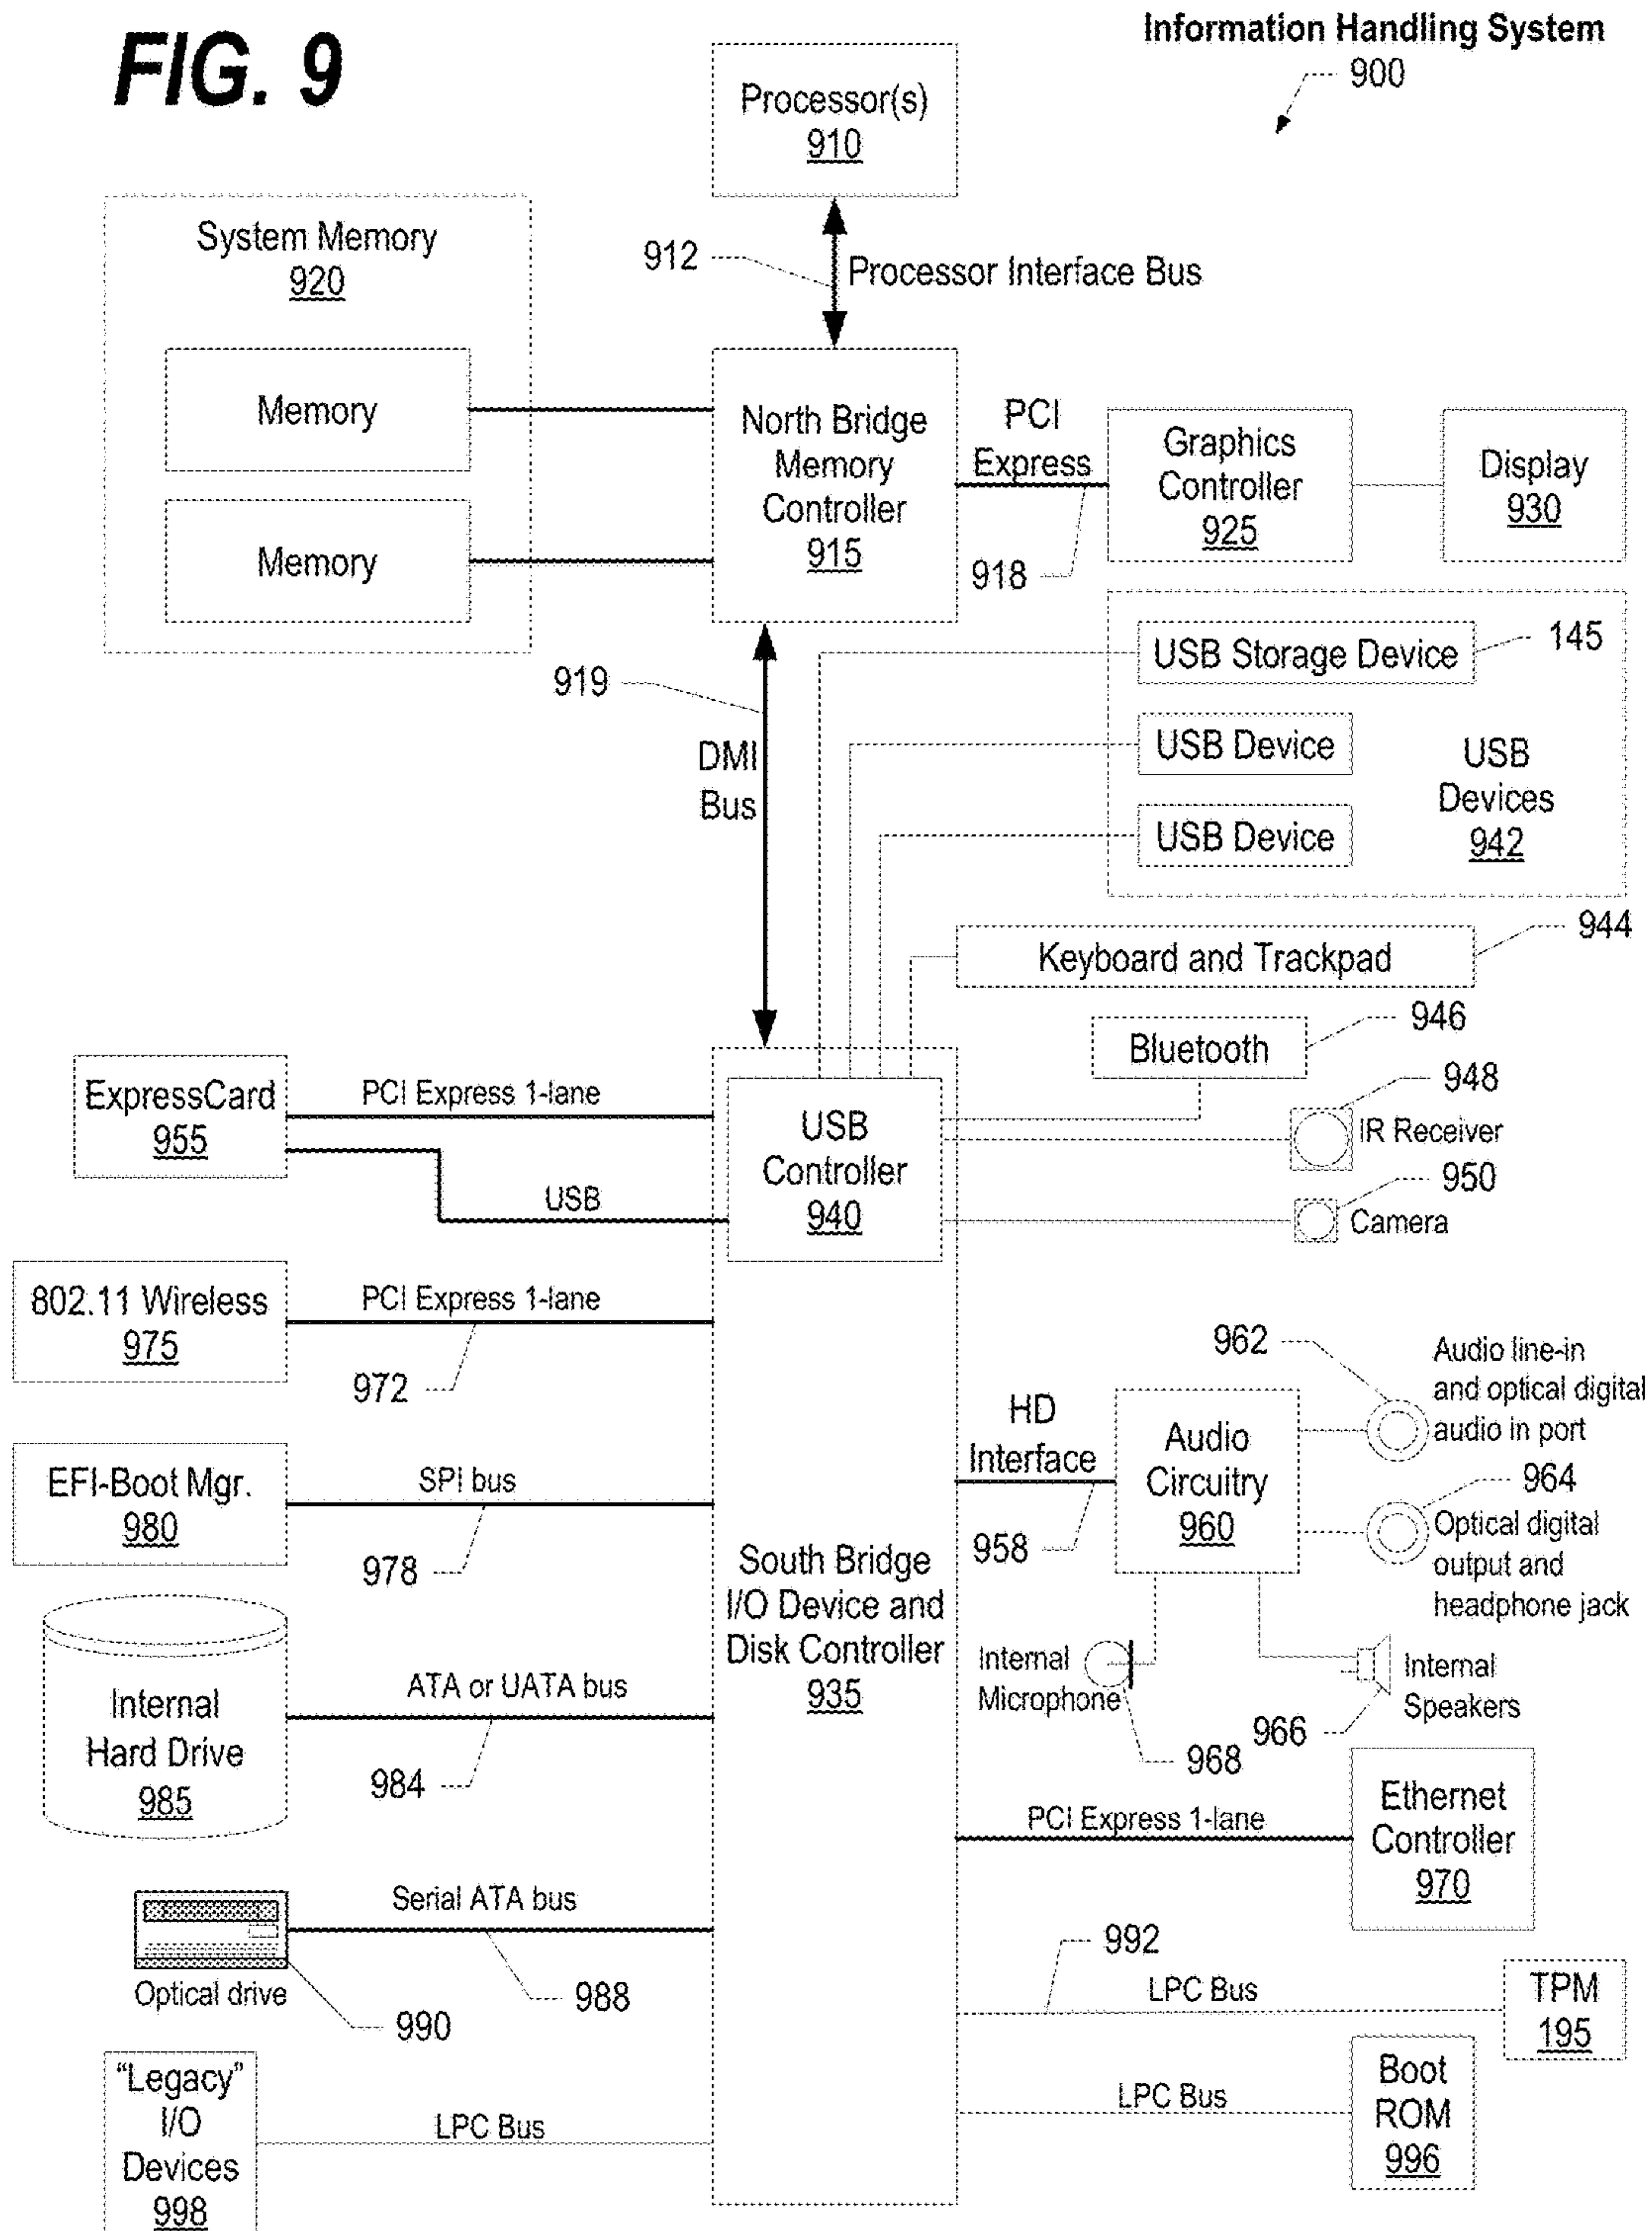 FIG. 9
Information Handling System
900
Processor(s)
910
912
Processor Interface Bus
System Memory
920
Memory
Memory
North Bridge
Memory
Controller
915
PCI
Express
918
Graphics
Controller
925
Display
930
919
DMI
Bus
USB Storage Device
145
USB Device
USB Device
USB
Devices
942
Keyboard and Trackpad
944
Bluetooth
946
948
IR Receiver
950
Camera
ExpressCard
955
PCI Express 1-lane
USB
USB
Controller
940
802.11 Wireless
975
PCI Express 1-lane
972
EFI-Boot Mgr.
980
SPI bus
978
Internal
Hard Drive
985
ATA or UATA bus
984
South Bridge
I/O Device and
Disk Controller
935
HD
Interface
958
Audio
Circuitry
960
962
Audio line-in
and optical digital
audio in port
964
Optical digital
output and
headphone jack
Internal
Microphone
968
966
Internal
Speakers
PCI Express 1-lane
Ethernet
Controller
970
Serial ATA bus
988
Optical drive
990
992
LPC Bus
TPM
195
"Legacy"
I/O
Devices
998
LPC Bus
LPC Bus
Boot
ROM
996